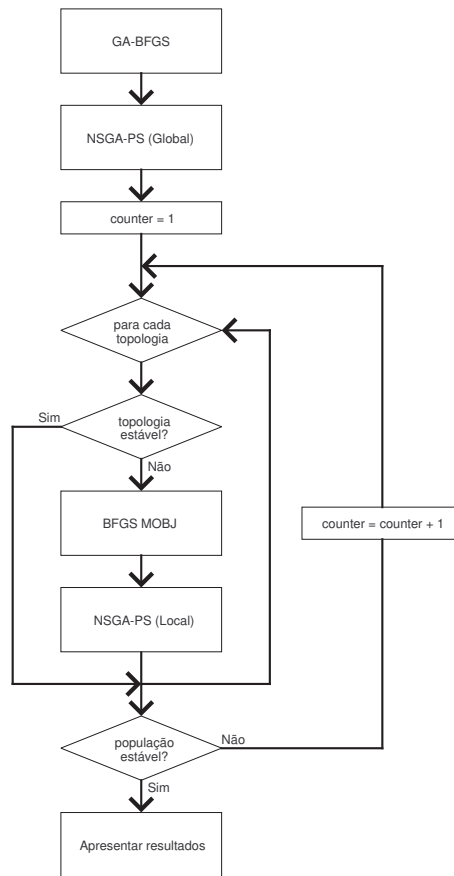 GA-BFGS
NSGA-PS (Global)
counter = 1
para cada
topologia
Sim
topologia
estável?
Não
BFGS MOBJ
counter = counter + 1
NSGA-PS (Local)
população
estável?
Não
Sim
Apresentar resultados